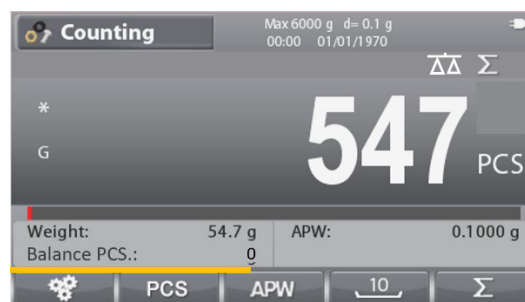 Counting
Max 6000 g d= 0.1 g
00:00 01/01/1970
Σ
*
G
547 PCS
Weight: 54.7 g APW: 0.1000 g
Balance PCS.: 0
PCS APW 10 Σ